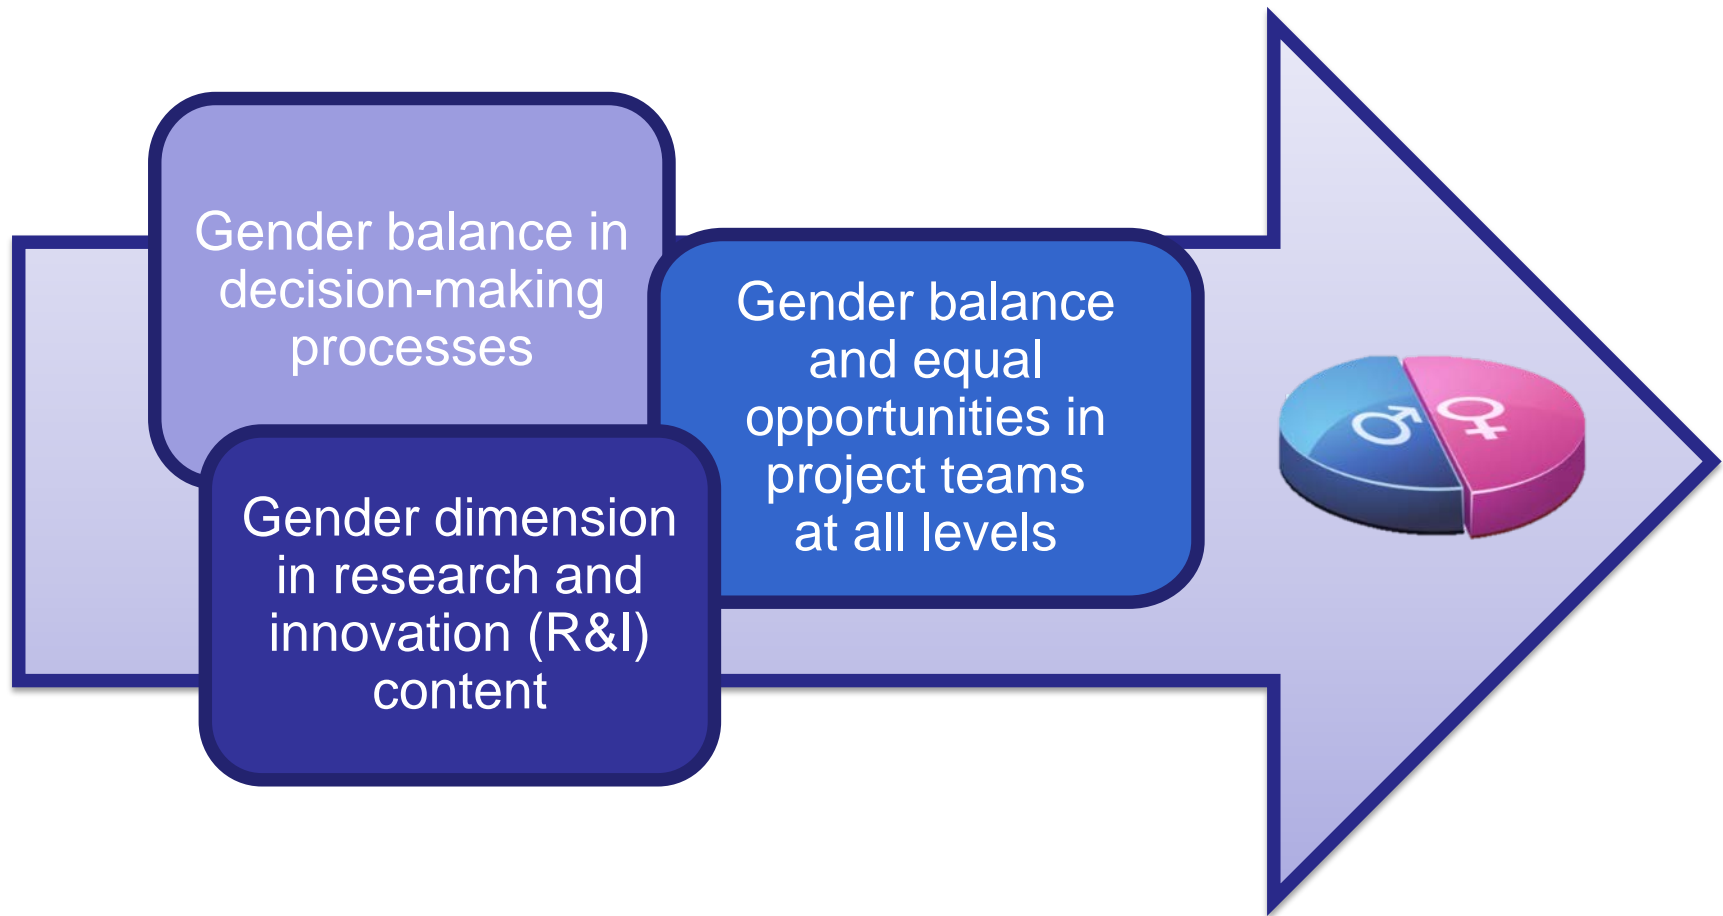 Gender balance in
decision-making
processes
Gender balance
and equal
opportunities in
project teams
at all levels
Gender dimension
in research and
innovation (R&I)
content